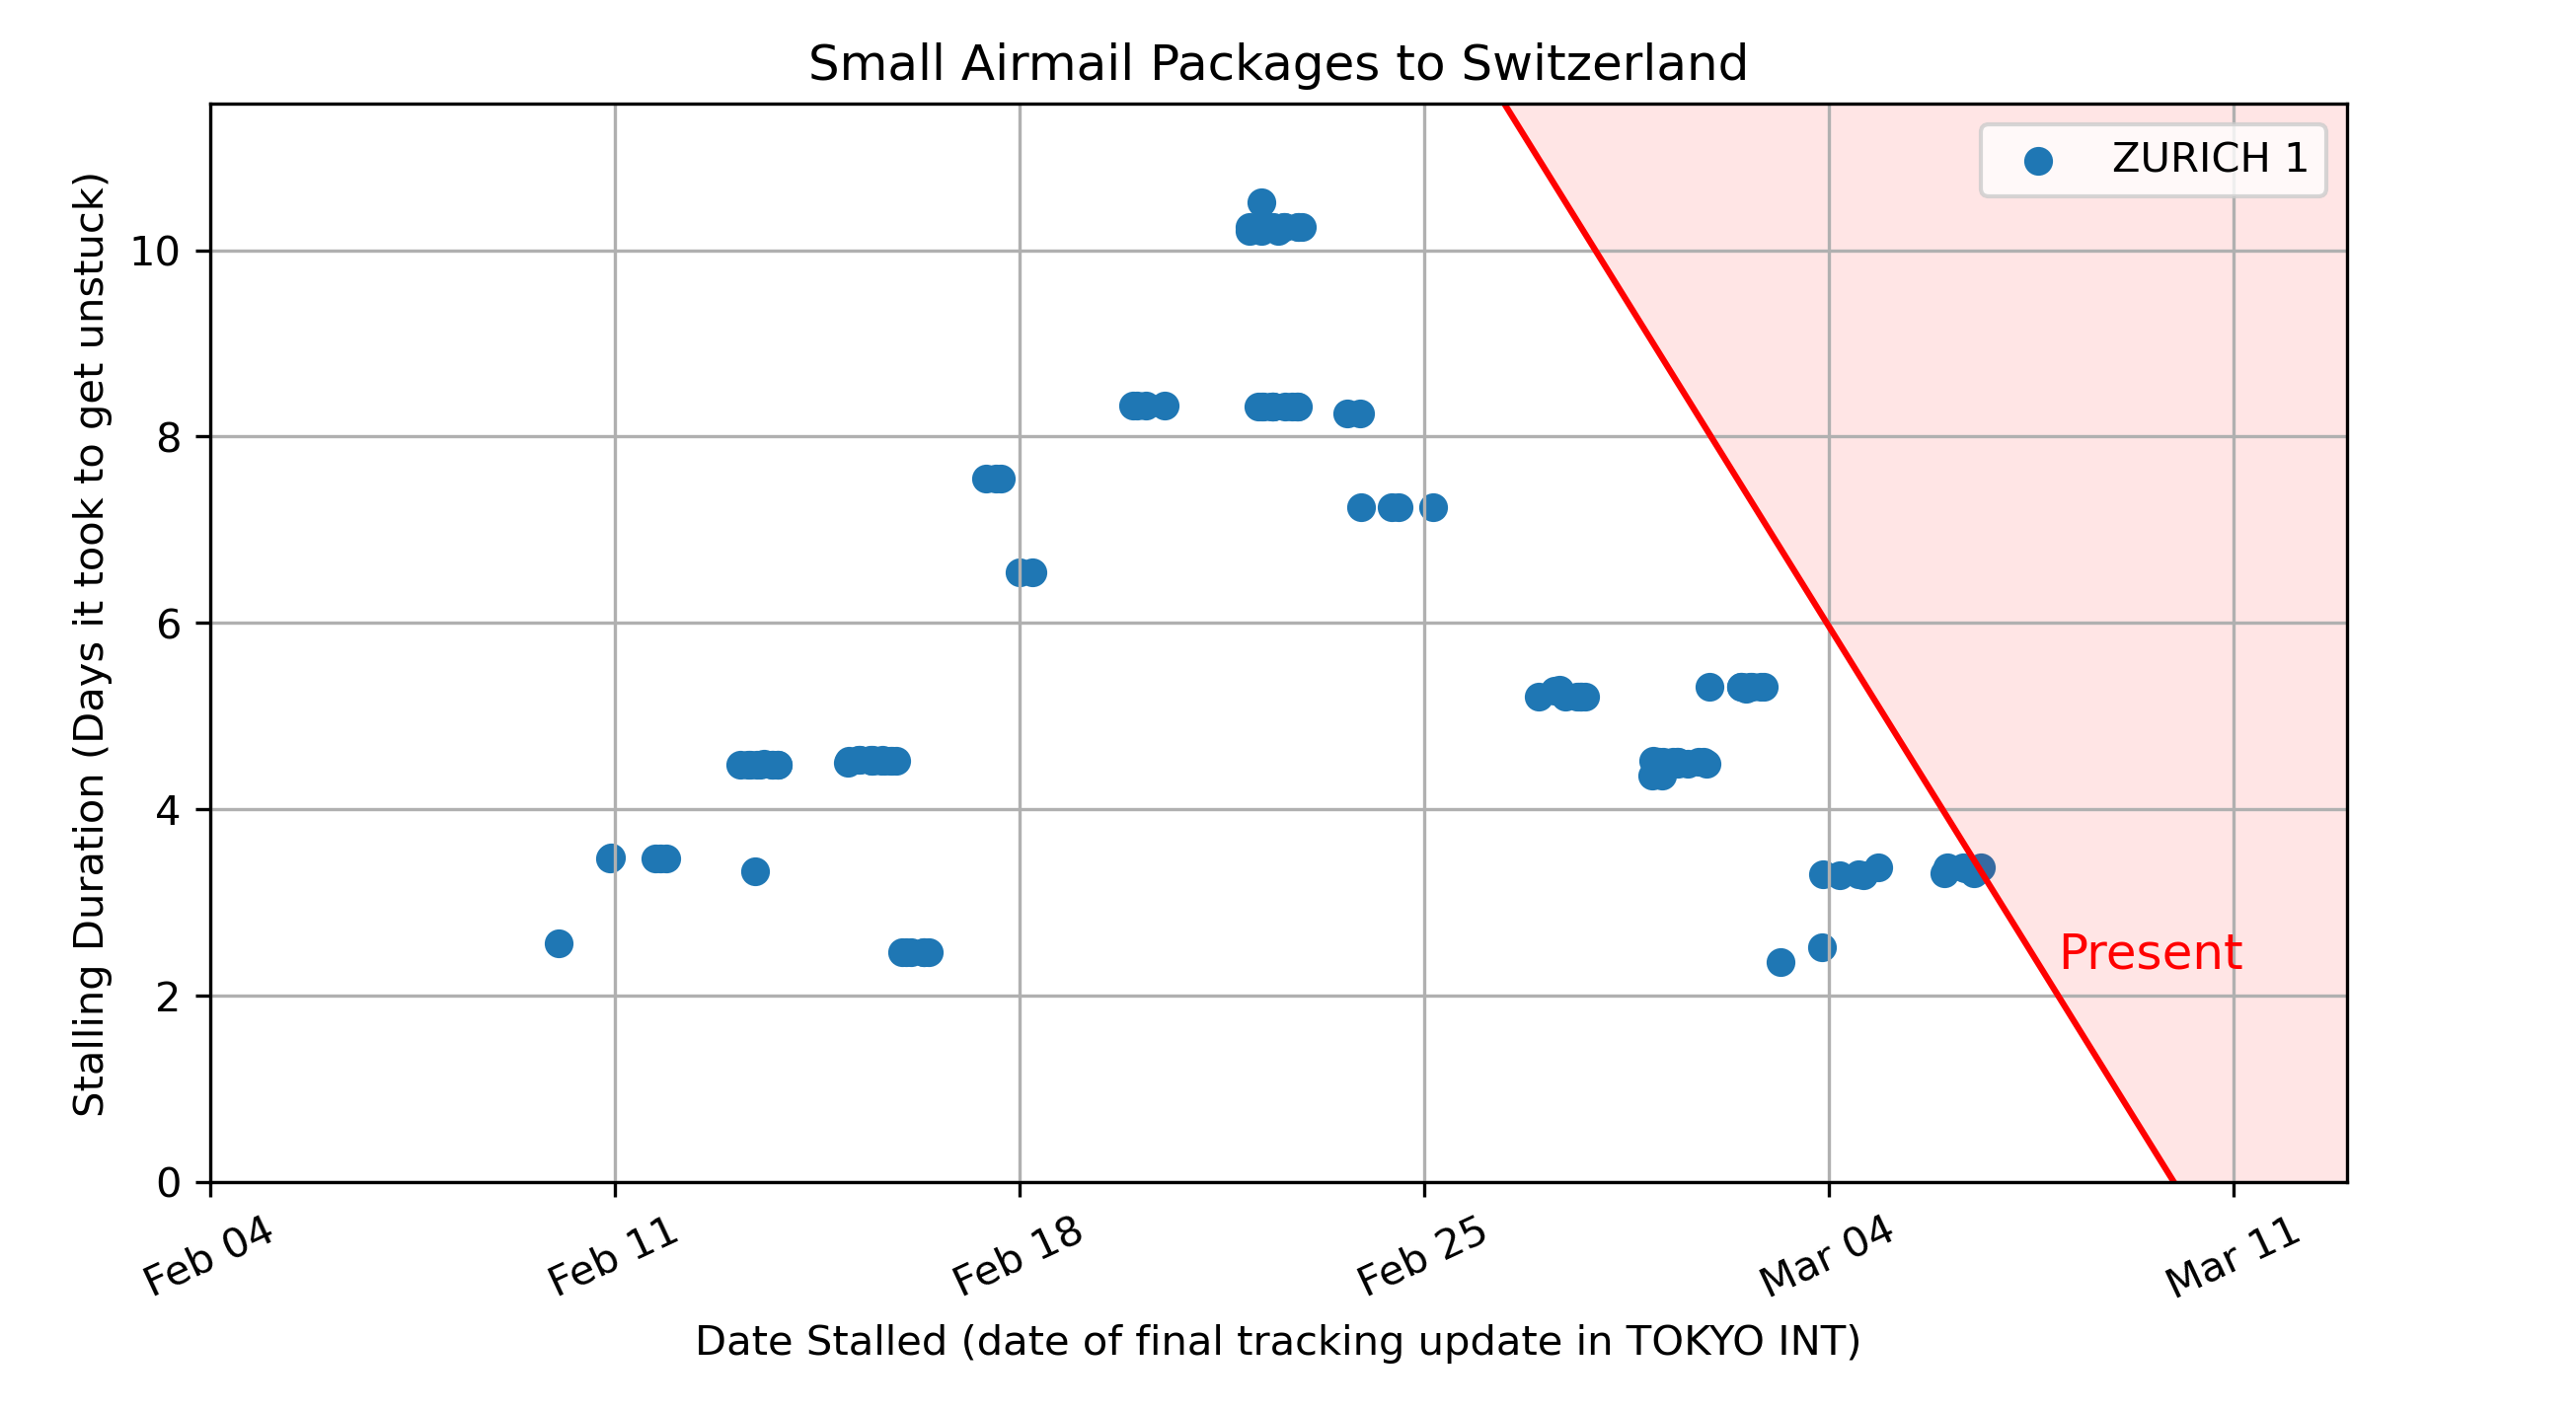 Small Airmail Packages to Switzerland
ZURICH 1
Stalling Duration (Days it took to get unstuck)
10
8
6
4
2
0
Present
Feb 04
Feb 11
Feb 18
Feb 25
Mar 04
Mar 11
Date Stalled (date of final tracking update in TOKYO INT)